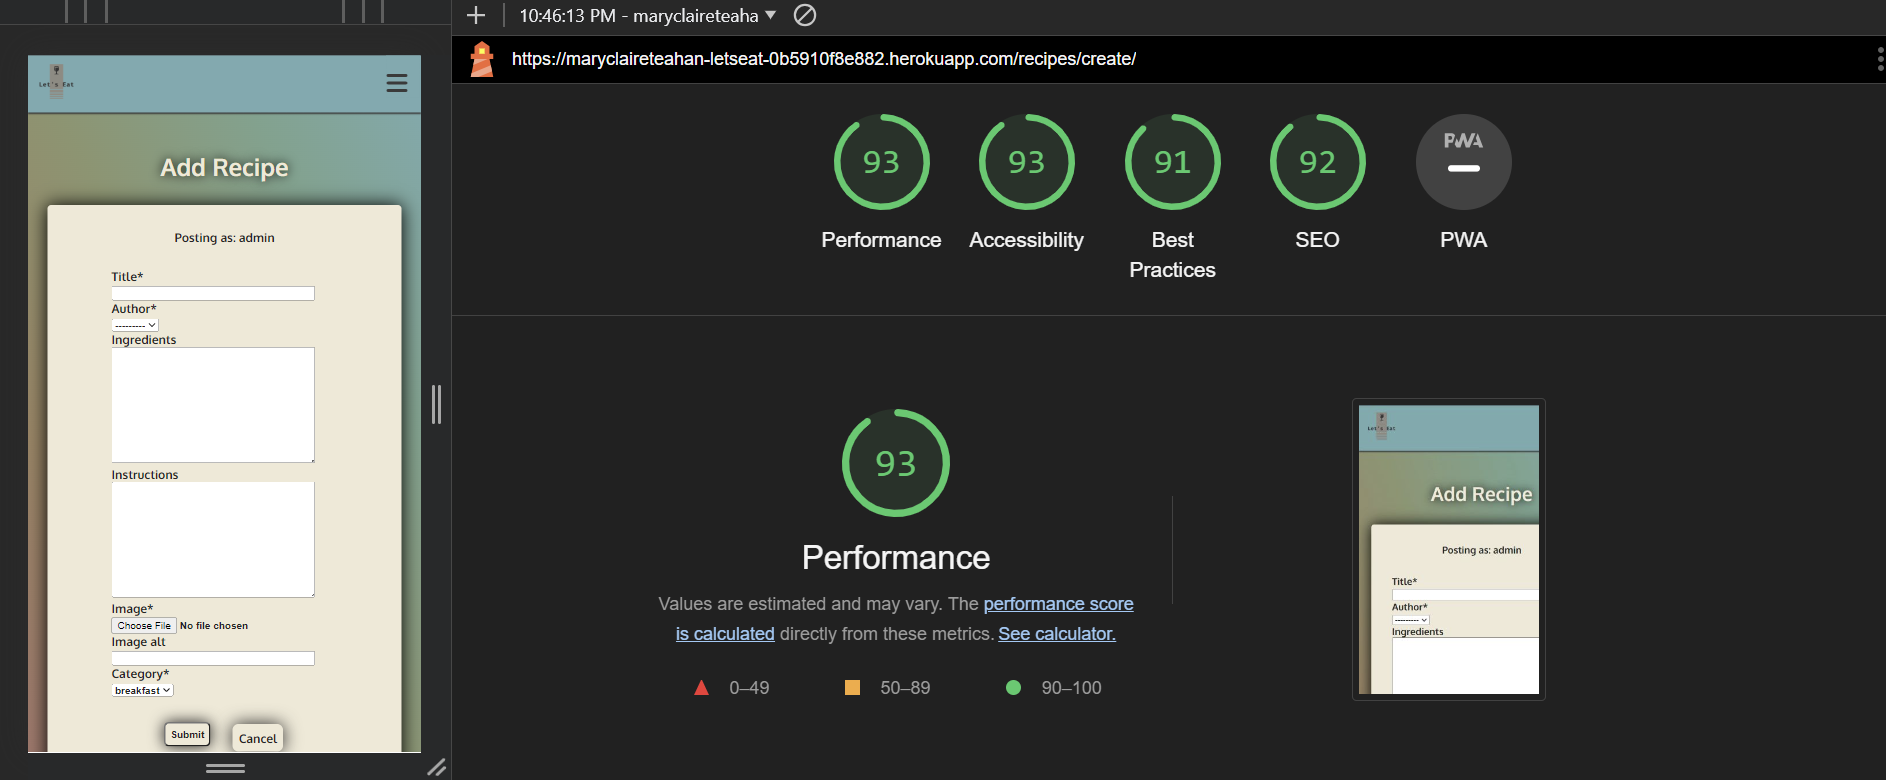 10:46:13 PM - maryclaireteaha
https://maryclaireteahan-letseat-0b5910f8e882.herokuapp.com/recipes/create/
Let's Eat
Add Recipe
Posting as: admin
Title*
Author*
---------
Ingredients
Instructions
Image*
Choose File No file chosen
Image alt
Category*
breakfast
Submit Cancel
93 93 91 92 PWA
Performance Accessibility Best Practices SEO PWA
93
Performance
Values are estimated and may vary. The performance score
is calculated directly from these metrics. See calculator.
0–49 50–89 90–100
Let's Eat
Add Recipe
Posting as: admin
Title*
Author*
---------
Ingredients